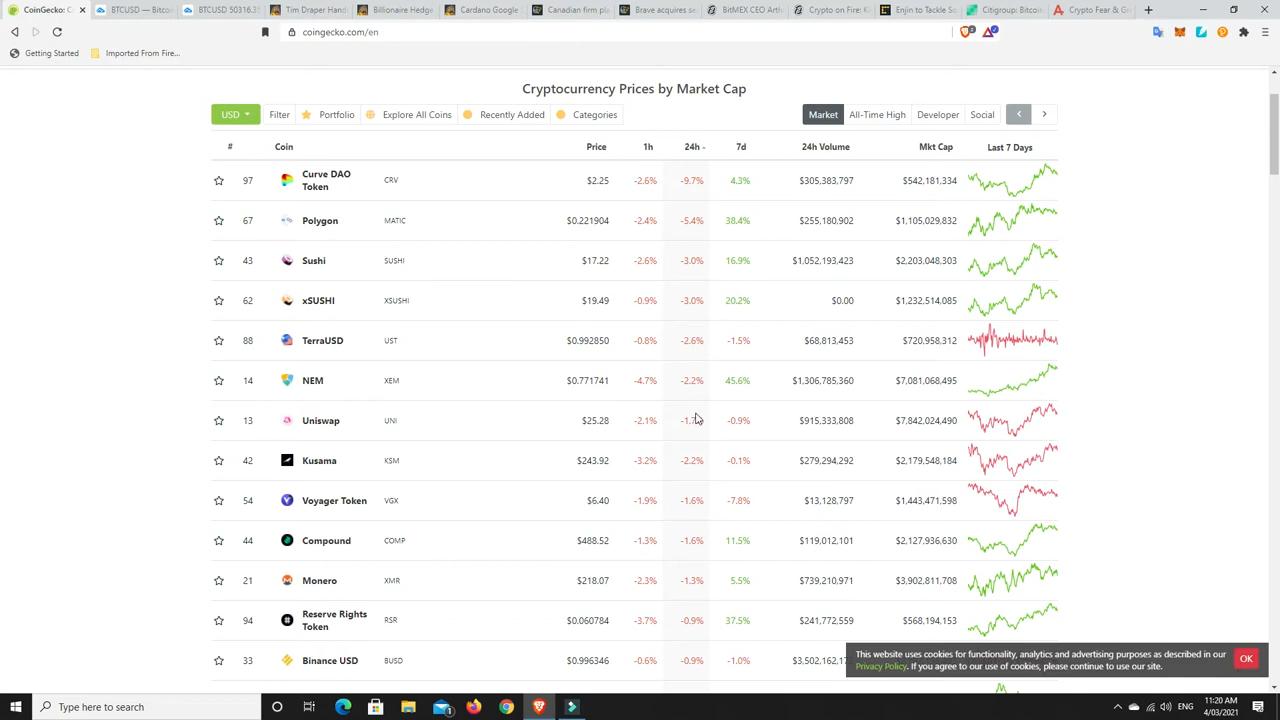 CoinGecko: C
BTCUSD — Bitco
BTCUSD 50316.35
Tim Draper Hand
Billionaire Hedge
Cardano Google
Canadian firm pl
Brave acquires se
BitMEX CEO Arth
Crypto on Fire: K
Enjin to Tackle Sc
Citigroup: Bitcoin
Crypto Fear & Gr
coingecko.com/en
Getting Started
Imported From Fire...
Cryptocurrency Prices by Market Cap
USD Filter Portfolio Explore All Coins Recently Added Categories Market All-Time High Developer Social
# Coin Price 1h 24h 7d 24h Volume Mkt Cap Last 7 Days
97 Curve DAO Token CRV $2.25 -2.6% -9.7% 4.3% $305,383,797 $542,181,334
67 Polygon MATIC $0.221904 -2.4% -5.4% 38.4% $255,180,902 $1,105,029,832
43 Sushi SUSHI $17.22 -2.6% -3.0% 16.9% $1,052,193,423 $2,203,048,303
62 xSUSHI XSUSHI $19.49 -0.9% -3.0% 20.2% $0.00 $1,232,514,085
88 TerraUSD UST $0.992850 -0.8% -2.6% -1.5% $68,813,453 $720,958,312
14 NEM XEM $0.771741 -4.7% -2.2% 45.6% $1,306,785,360 $7,081,068,495
13 Uniswap UNI $25.28 -2.1% -0.9% $915,333,808 $7,842,024,490
42 Kusama KSM $243.92 -3.2% -2.2% -0.1% $279,294,292 $2,179,548,184
54 Voyager Token VGX $6.40 -1.9% -1.6% -7.8% $13,128,797 $1,443,471,598
44 Compound COMP $488.52 -1.3% -1.6% 11.5% $119,012,101 $2,127,936,630
21 Monero XMR $218.07 -2.3% -1.3% 5.5% $739,210,971 $3,902,811,708
94 Reserve Rights Token RSR $0.060784 -3.7% -0.9% 37.5% $241,772,559 $568,194,153
33 Binance USD BUSD $0.996346 -0.6% -0.9% -1.0% $3,502,162,17
This website uses cookies for functionality, analytics and advertising purposes as described in our
Privacy Policy. If you agree to our use of cookies, please continue to use our site.
OK
Type here to search
ENG
11:20 AM
4/03/2021